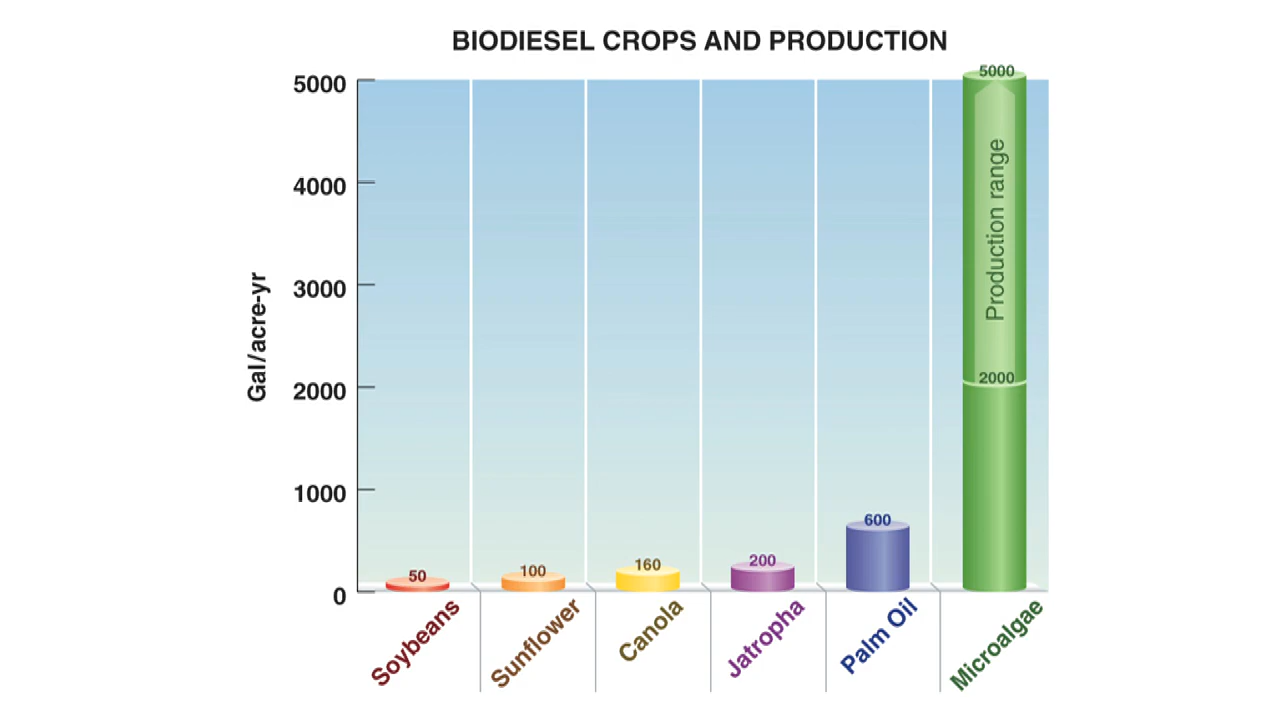 BIODIESEL CROPS AND PRODUCTION
Gal/acre-yr
5000
4000
3000
2000
1000
0
50
100
160
200
600
5000
Production range
2000
Soybeans
Sunflower
Canola
Jatropha
Palm Oil
Microalgae